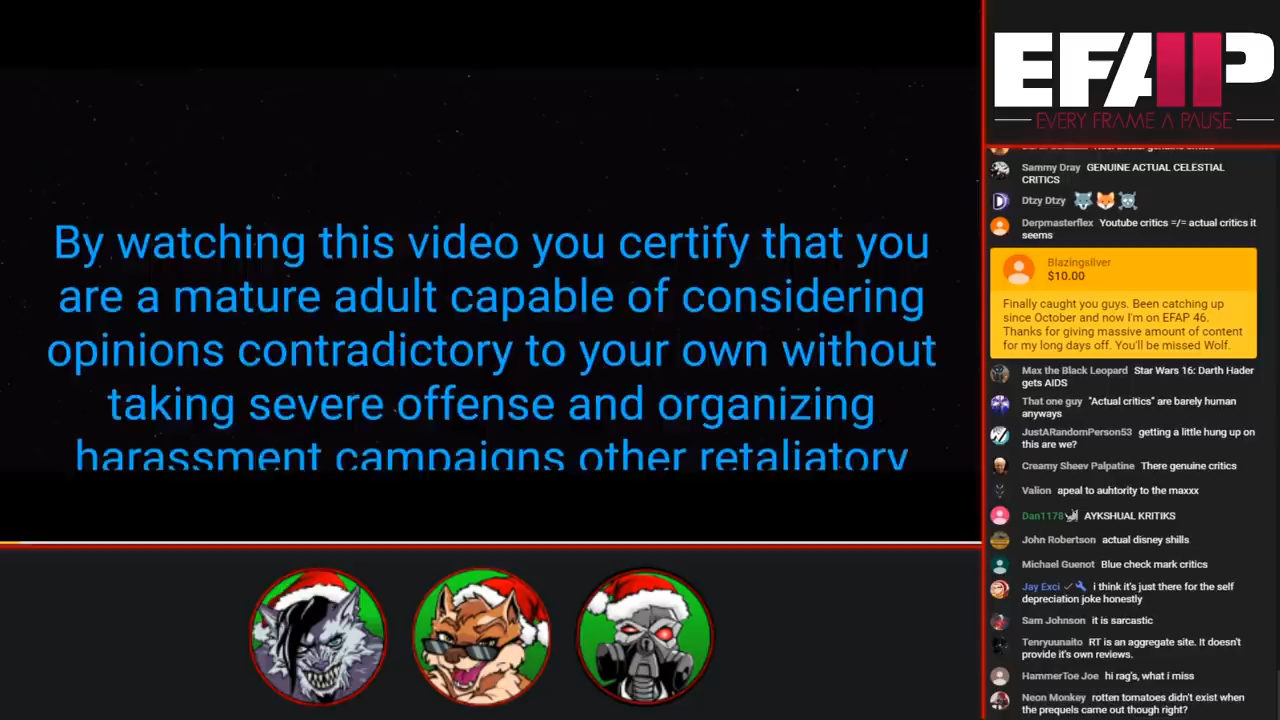 By watching this video you certify that you
are a mature adult capable of considering
opinions contradictory to your own without
taking severe offense and organizing
harassment campaigns other retaliatory
EFAP
EVERY FRAME A PAUSE
Sammy Dray GENUINE ACTUAL CELESTIAL
CRITICS
Dtzy Dtzy
Derpmasterflex Youtube critics =/= actual critics it
seems
Blazingsilver
$10.00
Finally caught you guys. Been catching up
since October and now I'm on EFAP 46.
Thanks for giving massive amount of content
for my long days off. You'll be missed Wolf.
Max the Black Leopard Star Wars 16: Darth Hader
gets AIDS
That one guy "Actual critics" are barely human
anyways
JustARandomPerson53 getting a little hung up on
this are we?
Creamy Sheev Palpatine There genuine critics
Valion apeal to auhtority to the maxxx
Dan1178 AYKSHUAL KRITIKS
John Robertson actual disney shills
Michael Guenot Blue check mark critics
Jay Exci i think it's just there for the self
depreciation joke honestly
Sam Johnson it is sarcastic
Tenryuunaito RT is an aggregate site. It doesn't
provide it's own reviews.
HammerToe Joe hi rag's, what i miss
Neon Monkey rotten tomatoes didn't exist when
the prequels came out though right?